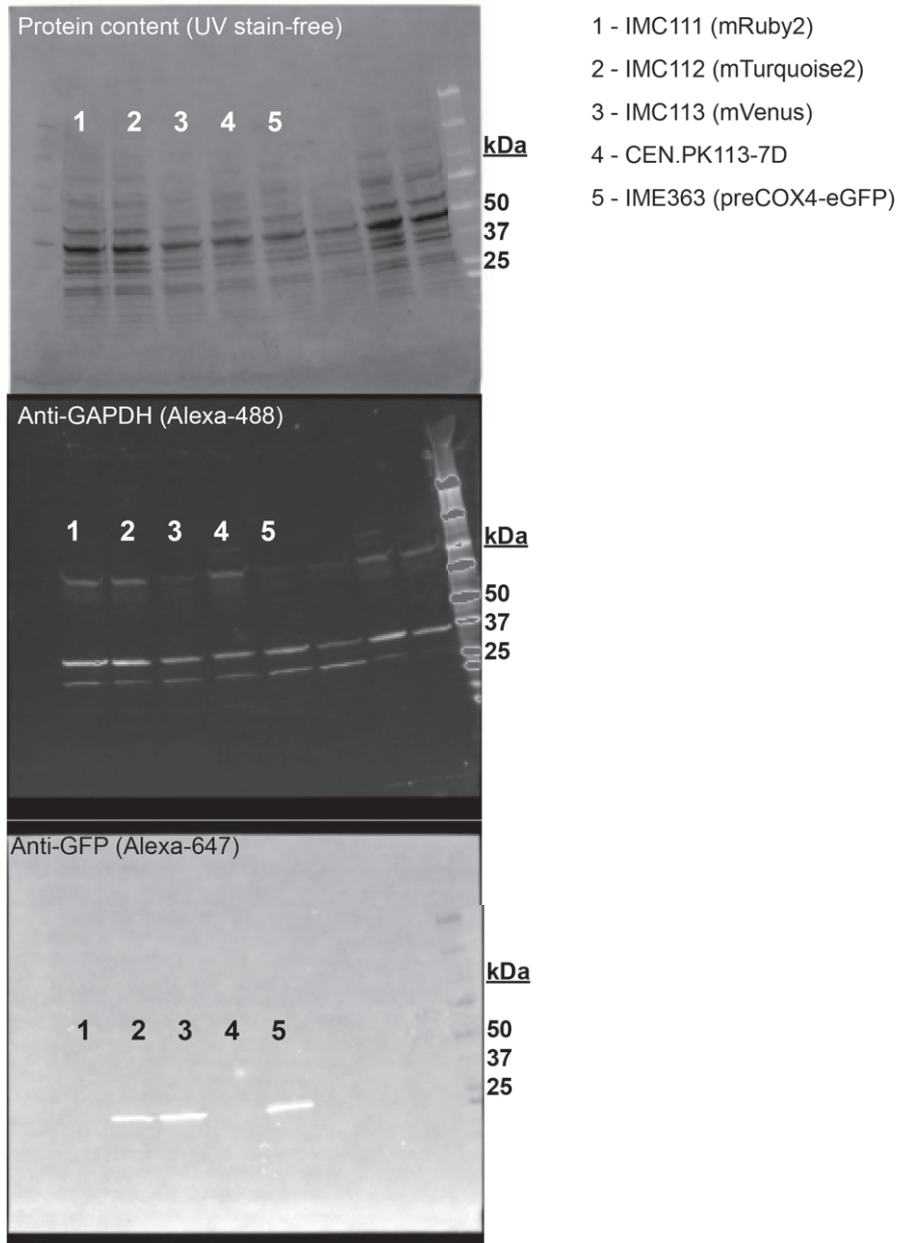 Protein content (UV stain-free)
1 2 3 4 5
kDa
50
37
25
1 - IMC111 (mRuby2)
2 - IMC112 (mTurquoise2)
3 - IMC113 (mVenus)
4 - CEN.PK113-7D
5 - IME363 (preCOX4-eGFP)
Anti-GAPDH (Alexa-488)
1 2 3 4 5
kDa
50
37
25
Anti-GFP (Alexa-647)
1 2 3 4 5
kDa
50
37
25